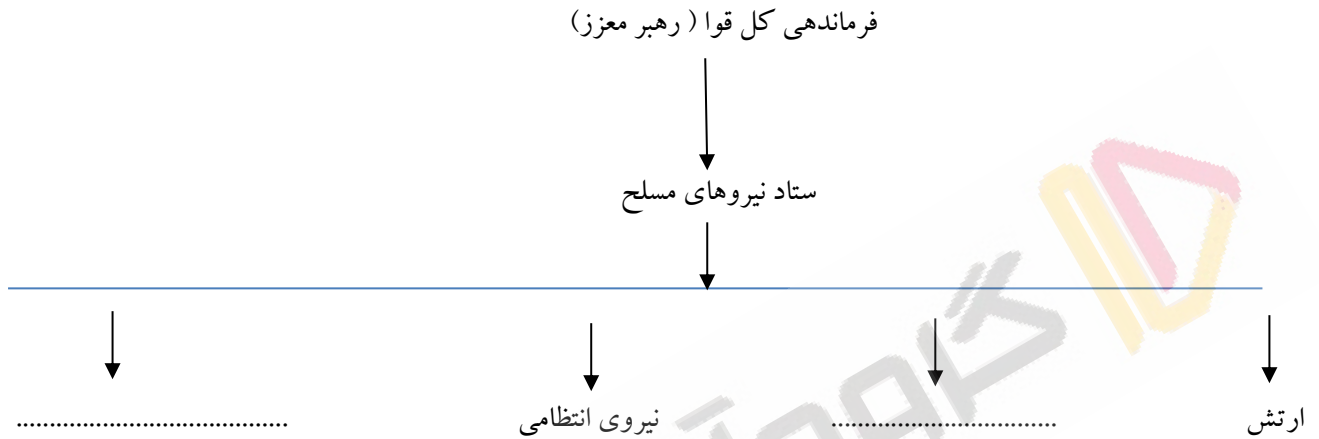 فرماندهی کل قوا ( رهبر معزز)
ستاد نیروهای مسلح
ارتش .................................. نیروی انتظامی .........................................